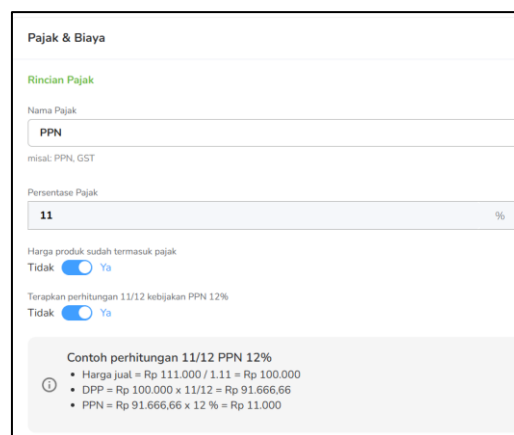 Pajak & Biaya
Rincian Pajak
Nama Pajak
PPN
misal: PPN, GST
Persentase Pajak
11 %
Harga produk sudah termasuk pajak
Tidak Ya
Terapkan perhitungan 11/12 kebijakan PPN 12%
Tidak Ya
Contoh perhitungan 11/12 PPN 12%
• Harga jual = Rp 111.000 / 1.11 = Rp 100.000
• DPP = Rp 100.000 x 11/12 = Rp 91.666,66
• PPN = Rp 91.666,66 x 12 % = Rp 11.000